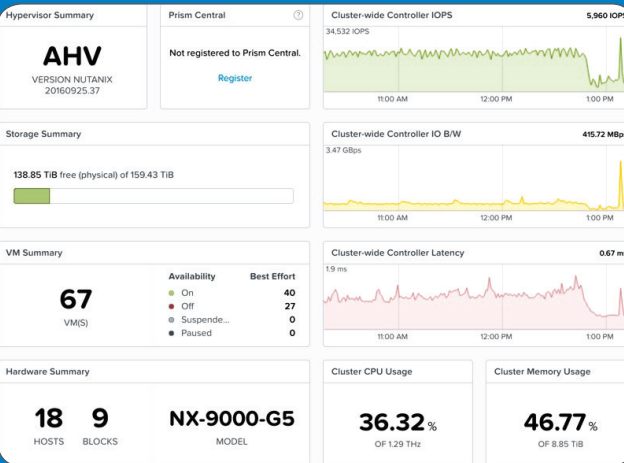 Hypervisor Summary
AHV
VERSION NUTANIX
20160925.37
Prism Central
Not registered to Prism Central.
Register
Cluster-wide Controller IOPS 5,960 IOPS
34,532 IOPS
11:00 AM 12:00 PM 1:00 PM
Storage Summary
138.85 TiB free (physical) of 159.43 TiB
Cluster-wide Controller IO B/W 415.72 MBps
3.47 GBps
11:00 AM 12:00 PM 1:00 PM
VM Summary
67
VM(S)
Availability Best Effort
On 40
Off 27
Suspende... 0
Paused 0
Cluster-wide Controller Latency 0.67 ms
1.9 ms
11:00 AM 12:00 PM 1:00 PM
Hardware Summary
18 9 NX-9000-G5
HOSTS BLOCKS MODEL
Cluster CPU Usage
36.32%
OF 1.29 THz
Cluster Memory Usage
46.77%
OF 8.85 TiB